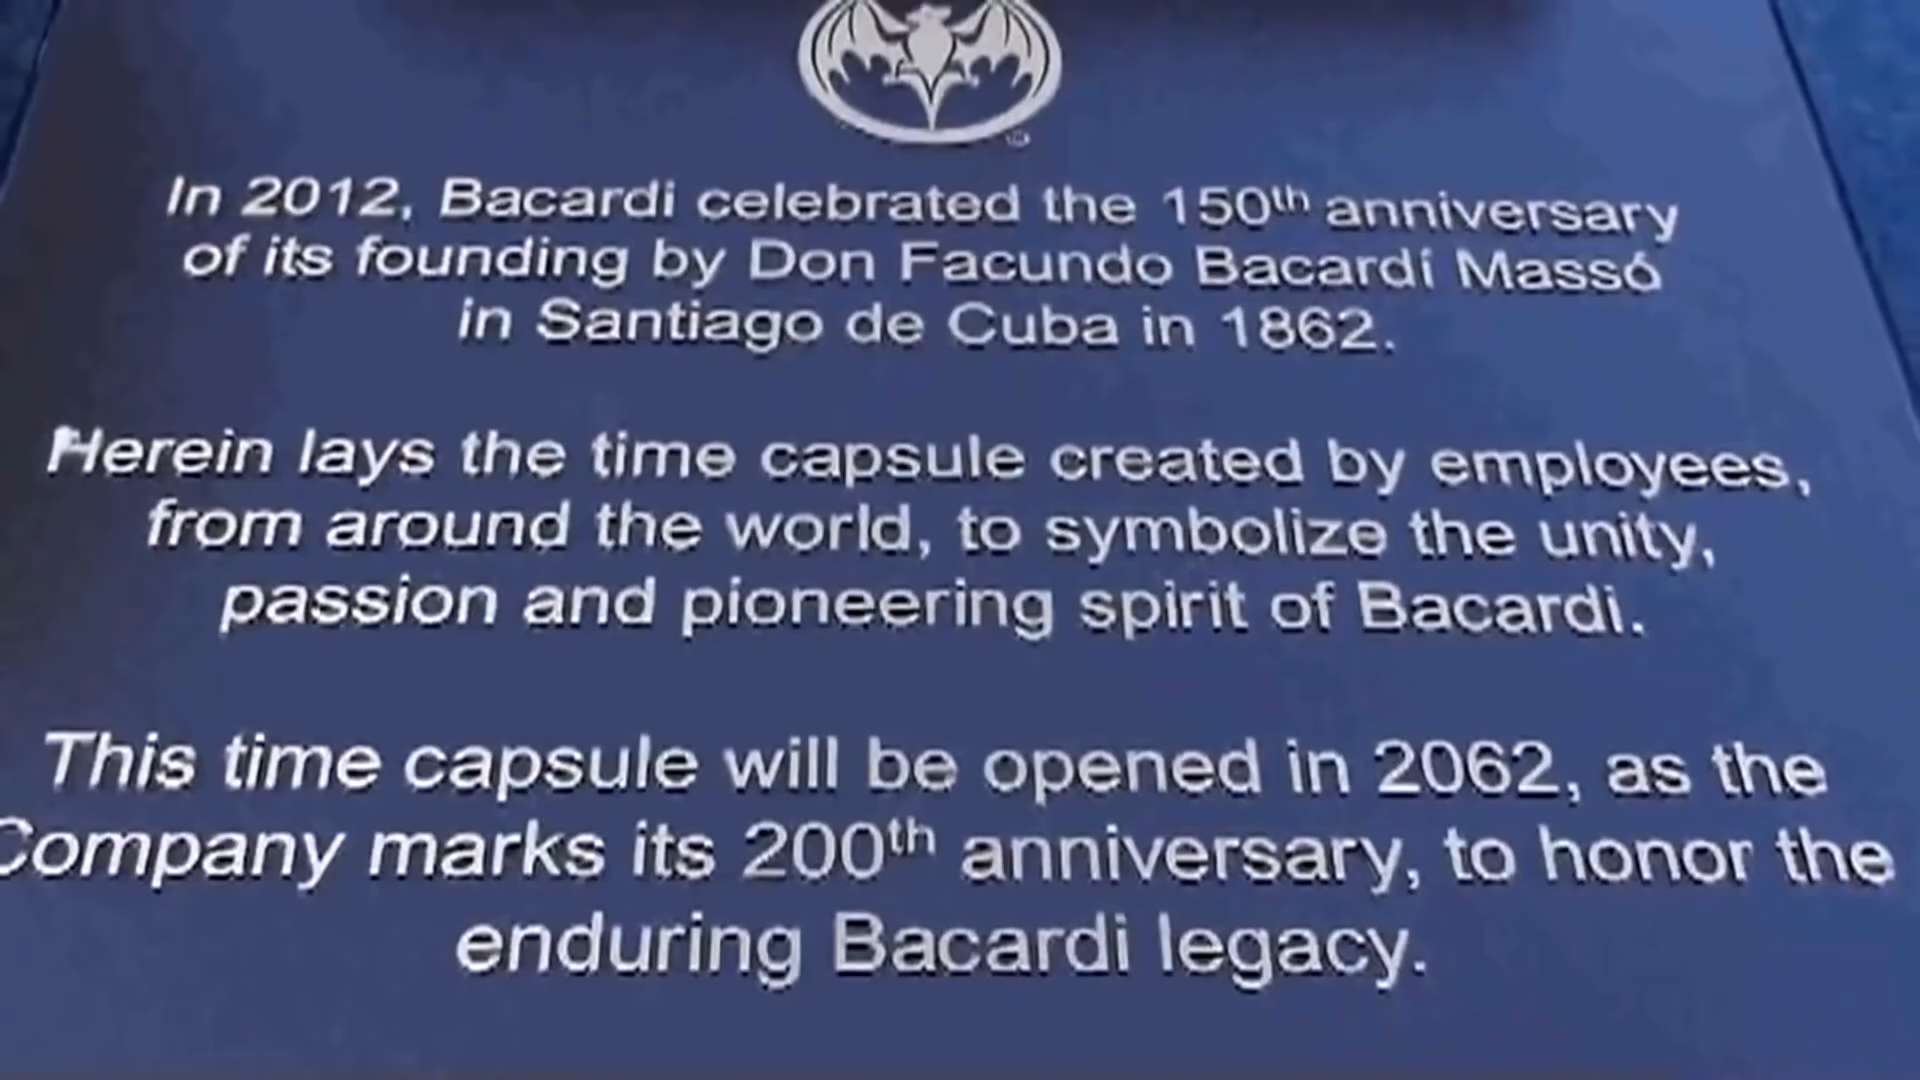 In 2012, Bacardi celebrated the 150th anniversary
of its founding by Don Facundo Bacardí Massó
in Santiago de Cuba in 1862.
Herein lays the time capsule created by employees,
from around the world, to symbolize the unity,
passion and pioneering spirit of Bacardi.
This time capsule will be opened in 2062, as the
Company marks its 200th anniversary, to honor the
enduring Bacardi legacy.